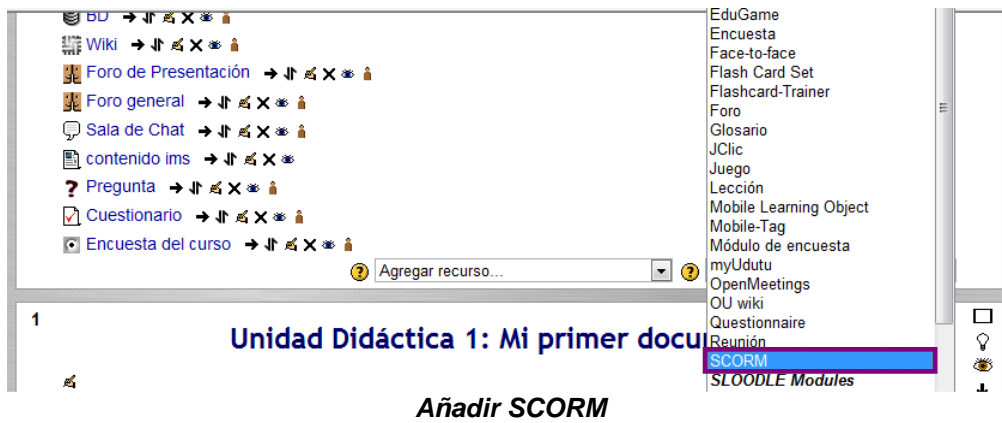 BD
Wiki
Foro de Presentación
Foro general
Sala de Chat
contenido ims
Pregunta
Cuestionario
Encuesta del curso
Agregar recurso...
EduGame
Encuesta
Face-to-face
Flash Card Set
Flashcard-Trainer
Foro
Glosario
JClic
Juego
Lección
Mobile Learning Object
Mobile-Tag
Módulo de encuesta
myUdutu
OpenMeetings
OU wiki
Questionnaire
Reunión
SCORM
SLOODLE Modules
1
Unidad Didáctica 1: Mi primer docu
Añadir SCORM